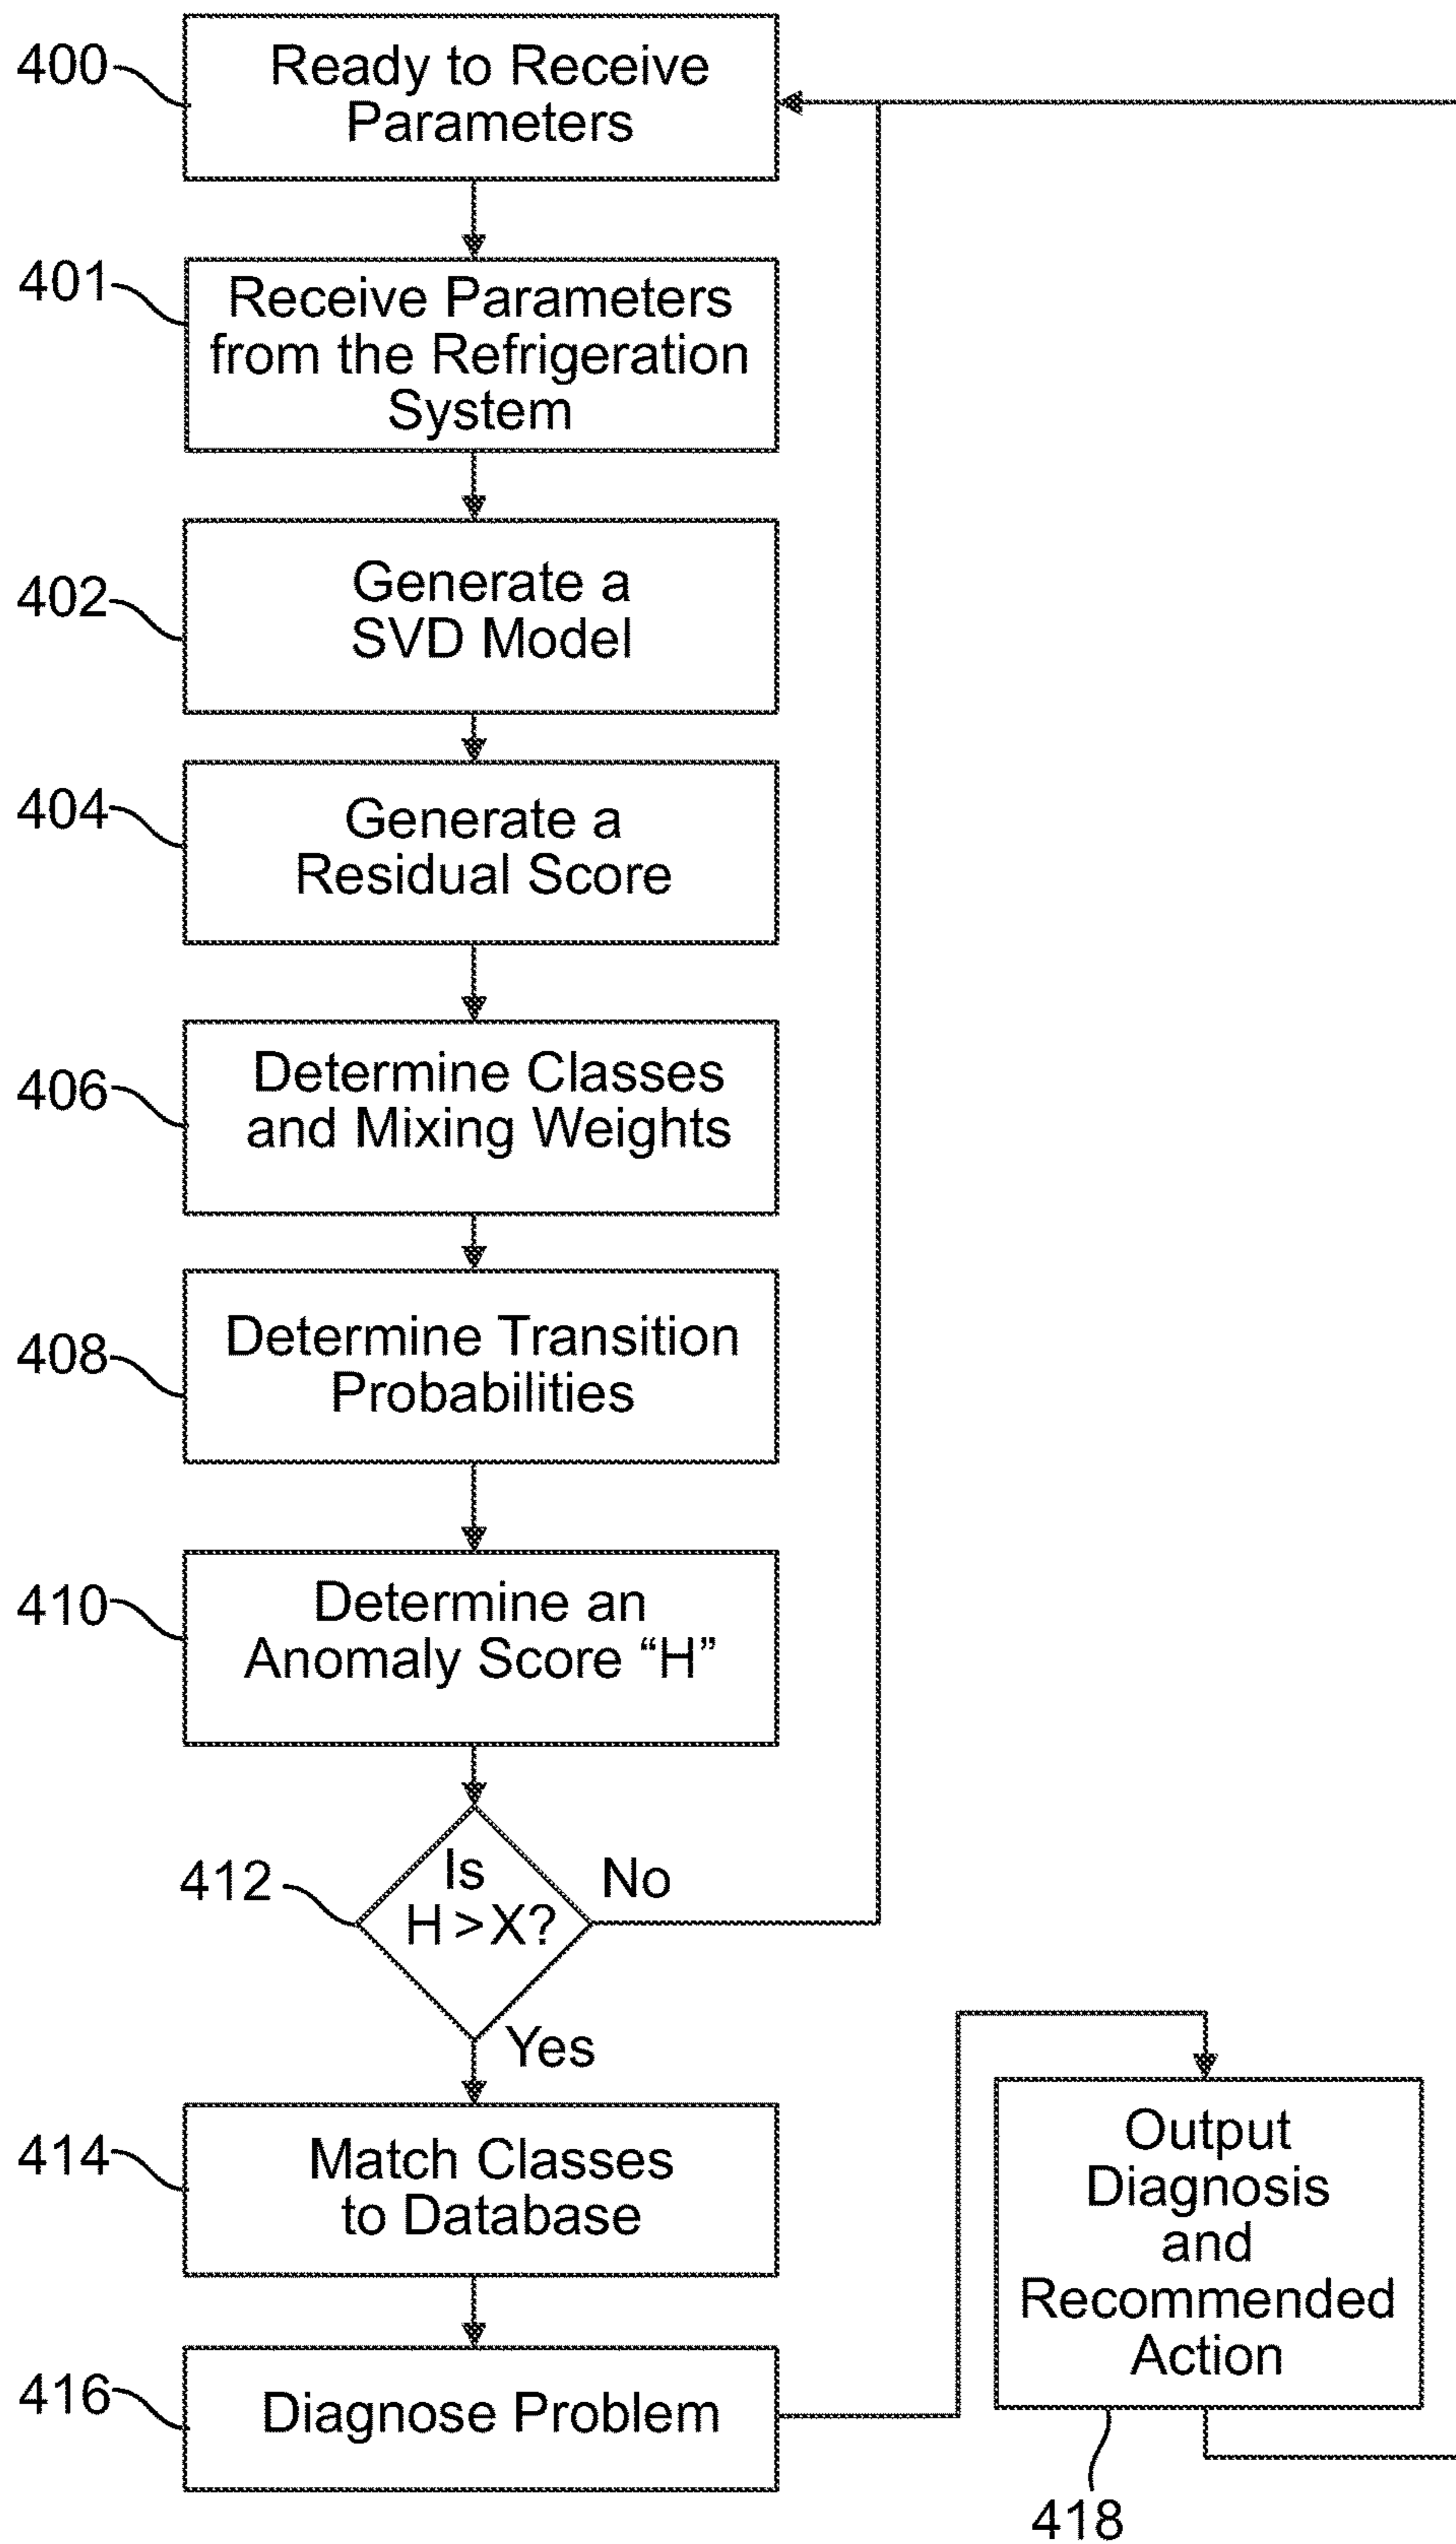 400
Ready to Receive
Parameters
401
Receive Parameters
from the Refrigeration
System
402
Generate a
SVD Model
404
Generate a
Residual Score
406
Determine Classes
and Mixing Weights
408
Determine Transition
Probabilities
410
Determine an
Anomaly Score “H”
412
Is
H > X?
No
Yes
414
Match Classes
to Database
416
Diagnose Problem
Output
Diagnosis
and
Recommended
Action
418